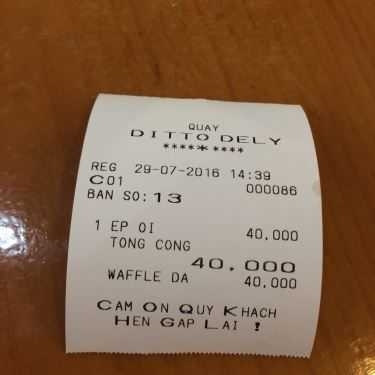 QUAY
DITTO DELY
*********
REG 29-07-2016 14:39
C01 000086
BAN SO: 13
1 EP OI 40,000
TONG CONG
40,000
WAFFLE DA 40,000
CAM ON QUY KHACH
HEN GAP LAI !